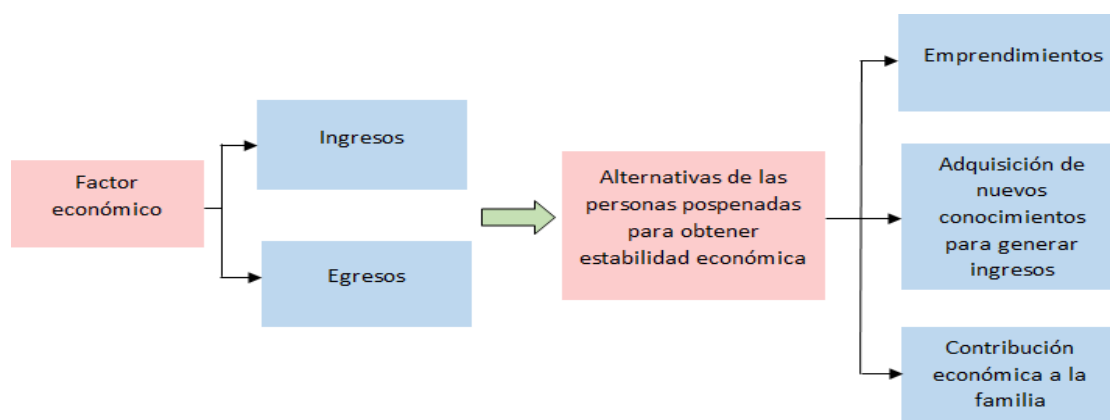 Factor
económico
Ingresos
Egresos
Alternativas de las
personas pospenadas
para obtener
estabilidad económica
Emprendimientos
Adquisición de
nuevos
conocimientos
para generar
ingresos
Contribución
económica a la
familia